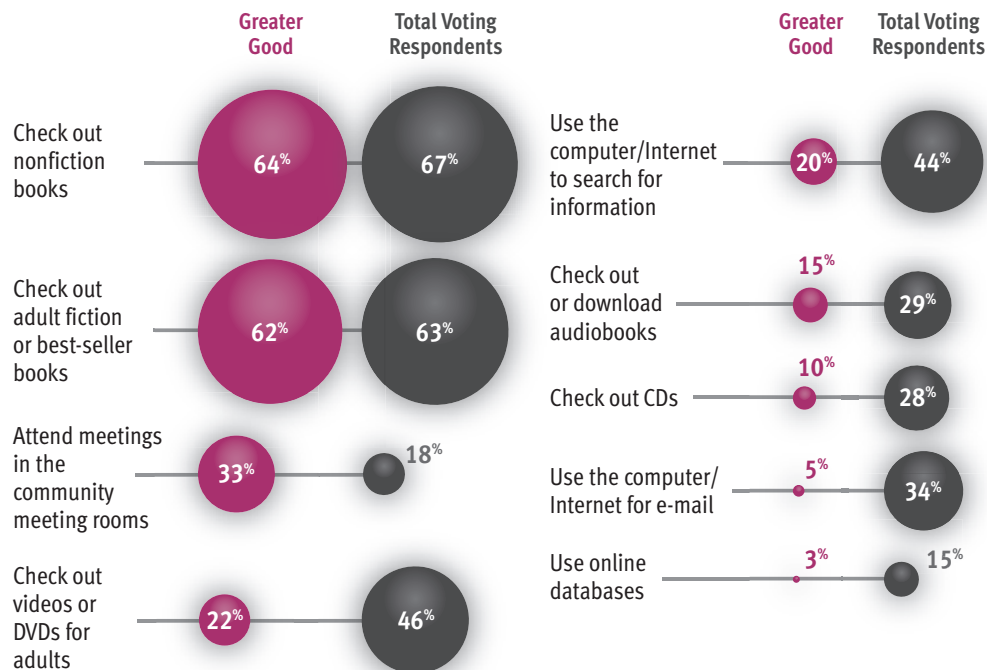 Greater
Good
Total Voting
Respondents
Check out
nonfiction
books
64%
67%
Check out
adult fiction
or best-seller
books
62%
63%
Attend meetings
in the
community
meeting rooms
33%
18%
Check out
videos or
DVDs for
adults
22%
46%
Greater
Good
Total Voting
Respondents
Use the
computer/Internet
to search for
information
20%
44%
Check out
or download
audiobooks
15%
29%
Check out CDs
10%
28%
Use the computer/
Internet for e-mail
5%
34%
Use online
databases
3%
15%